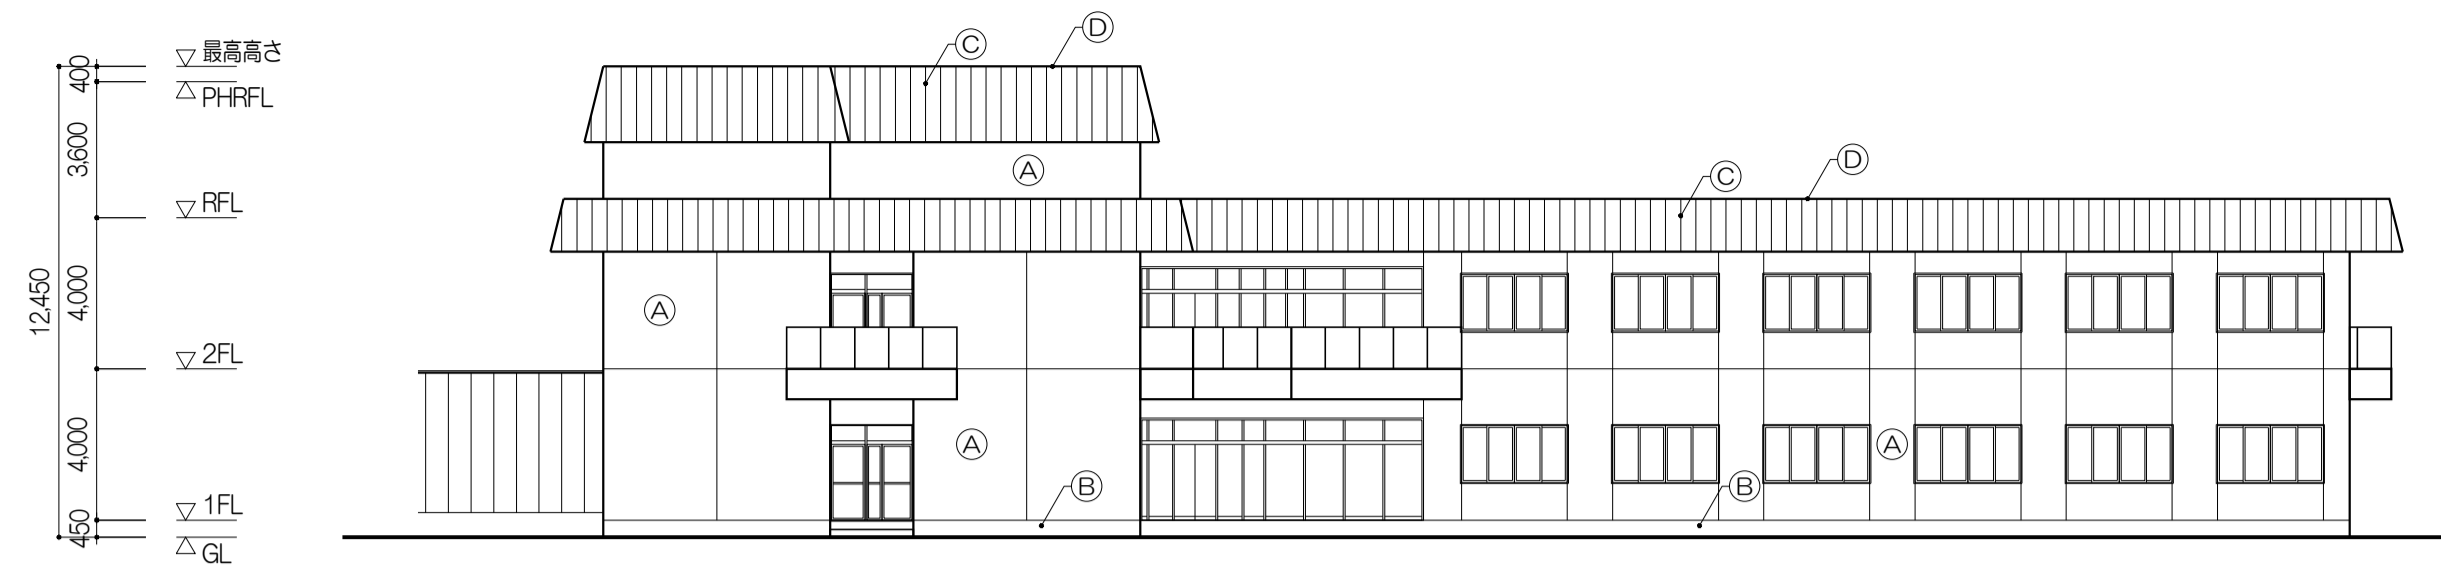 D
最高高さ
C
400
PHRFL
3,600
D
A
C
RFL
12,450
4,000
A
2FL
4,000
A
A
B
B
1FL
450
GL